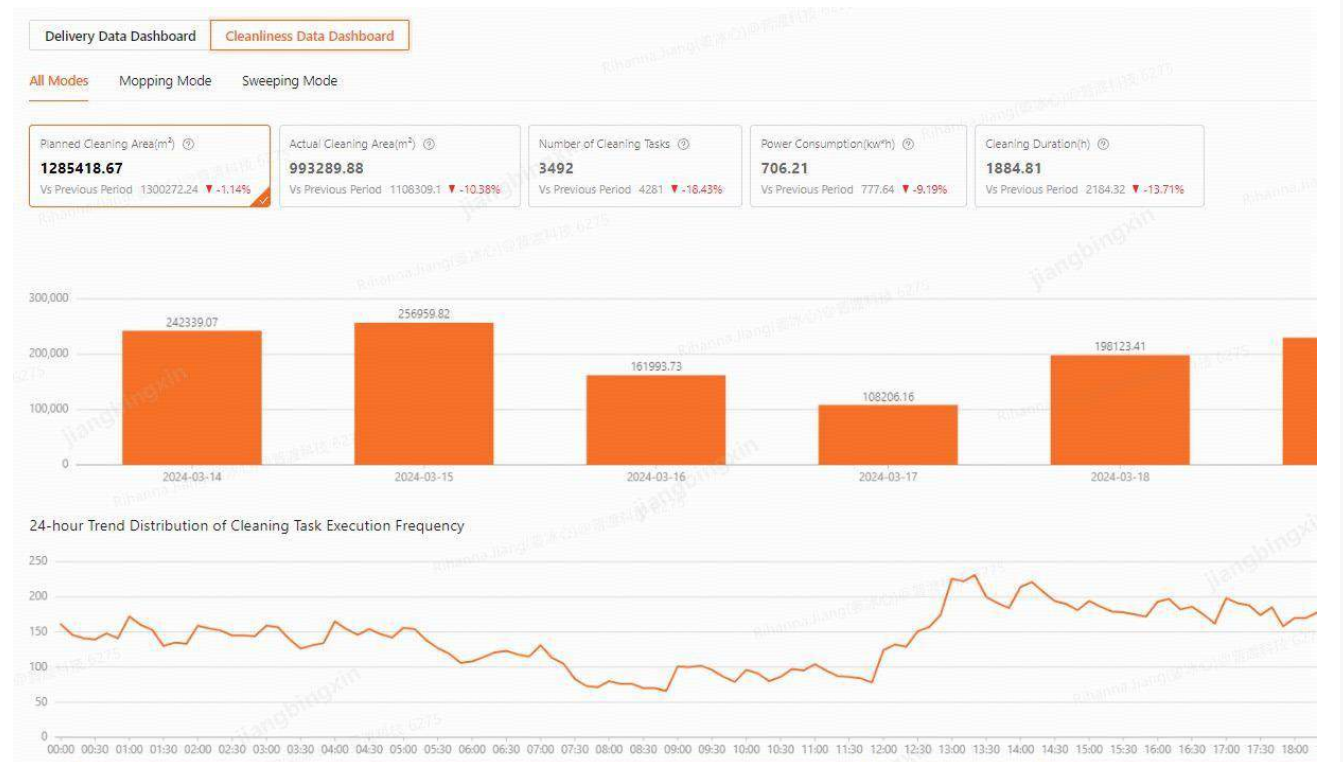 Delivery Data Dashboard Cleanliness Data Dashboard
All Modes Mopping Mode Sweeping Mode
Planned Cleaning Area(m²) Actual Cleaning Area(m²) Number of Cleaning Tasks Power Consumption(kw*h) Cleaning Duration(h)
1285418.67 993289.88 3492 706.21 1884.81
Vs Previous Period 1300272.24 ▼ -1.14% Vs Previous Period 1108309.1 ▼ -10.38% Vs Previous Period 4281 ▼ -18.43% Vs Previous Period 777.64 ▼ -9.19% Vs Previous Period 2184.32 ▼ -13.71%
300,000
242339.07 256959.82 161993.73 108206.16 198123.41
200,000
100,000
0
2024-03-14 2024-03-15 2024-03-16 2024-03-17 2024-03-18
24-hour Trend Distribution of Cleaning Task Execution Frequency
250
200
150
100
50
0
00:00 00:30 01:00 01:30 02:00 02:30 03:00 03:30 04:00 04:30 05:00 05:30 06:00 06:30 07:00 07:30 08:00 08:30 09:00 09:30 10:00 10:30 11:00 11:30 12:00 12:30 13:00 13:30 14:00 14:30 15:00 15:30 16:00 16:30 17:00 17:30 18:00
jiangbingxin